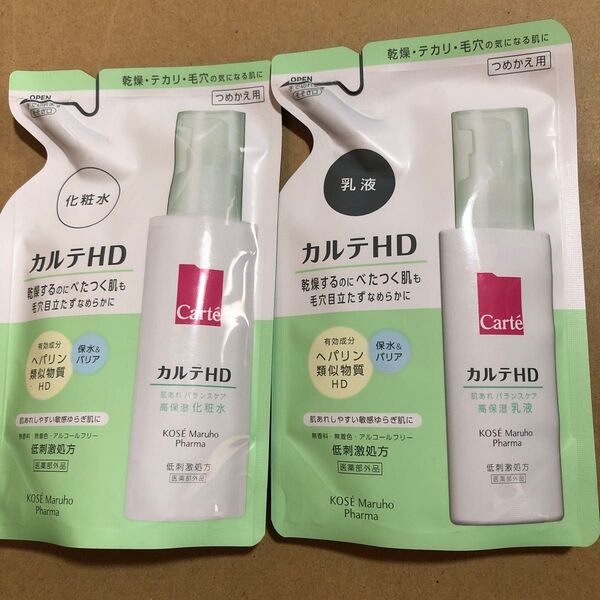 乾燥・テカリ・毛穴の気になる肌に
つめかえ用
OPEN
化粧水
カルテHD
乾燥するのにべたつく肌も
毛穴目立たずなめらかに
有効成分
ヘパリン
類似物質
HD
保水&
バリア
肌あれしやすい敏感ゆらぎ肌に
無香料・無着色・アルコールフリー
低刺激処方
医薬部外品
KOSÉ Maruho
Pharma
Carté
カルテHD
肌あれ バランスケア
高保湿 化粧水
KOSÉ Maruho
Pharma
低刺激処方
医薬部外品
乾燥・テカリ・毛穴の気になる肌に
つめかえ用
OPEN
乳液
カルテHD
乾燥するのにべたつく肌も
毛穴目立たずなめらかに
有効成分
ヘパリン
類似物質
HD
保水&
バリア
肌あれしやすい敏感ゆらぎ肌に
無香料・無着色・アルコールフリー
低刺激処方
医薬部外品
KOSÉ Maruho
Pharma
Carté
カルテHD
肌あれ バランスケア
高保湿 乳液
KOSÉ Maruho
Pharma
低刺激処方
医薬部外品